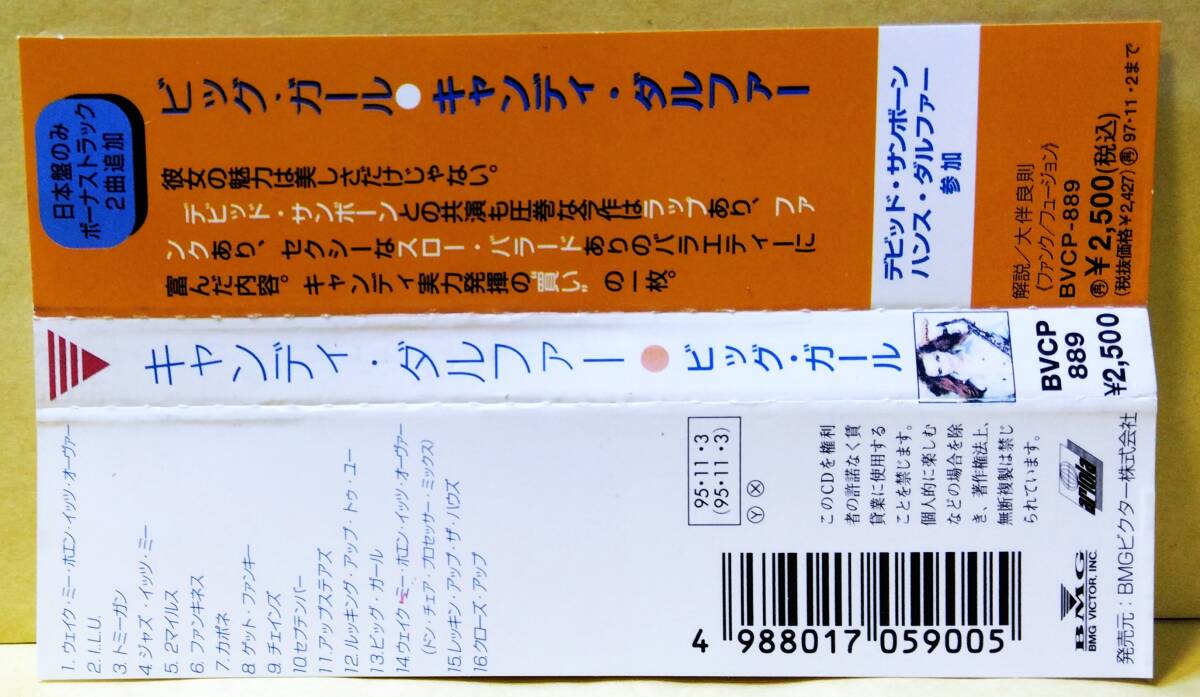 日本盤のみ
ボーナストラック
2曲追加
ビッグ・ガール●キャンディ・ダルファー
彼女の魅力は美しさだけじゃない。
デビッド・サンボーンとの共演も圧巻な今作はラップあり、ファ
ンクあり、セクシーなスロー・バラードありのバラエティーに
富んだ内容。キャンディ実力発揮の“買い”の一枚。
デビッド・サンボーン
ハンス・ダルファー
参加
解説／大伴良則
《ファンク／フュージョン》
BVCP-889
㊔¥2,500(税込)
(税抜価格¥2,427) ㊔ 97・11・2まで
キャンディ・ダルファー●ビッグ・ガール
BVCP
889
¥2,500
1. ウェイク・ミー・ホエン・イッツ・オーヴァー
2. I.L.U.
3. トミーガン
4. ジャズ・イッツ・ミー
5. 2マイルス
6. ファンキネス
7. カポネ
8 ゲット・ファンキー
9. チェインズ
10. セプテンバー
11. アップステアズ
12. ルッキング・アップ・トゥ・ユー
13. ビッグ・ガール
14. ウェイク・ミー・ホエン・イッツ・オーヴァー
(ドン・チェア・プロセッサー・ミックス)
15. レッキン・アップ・ザ・ハウズ
16. クローズ・アップ
95・11・3
(95・11・3)
Ⓨ Ⓧ
このCDを権利
者の許諾なく賃
貸業に使用する
ことを禁じます。
個人的に楽しむ
などの場合を除
き、著作権法上、
無断複製は禁じ
られています。
4 988017 059005
ariola
BMG
BMG VICTOR, INC.
発売元：BMGビクター株式会社